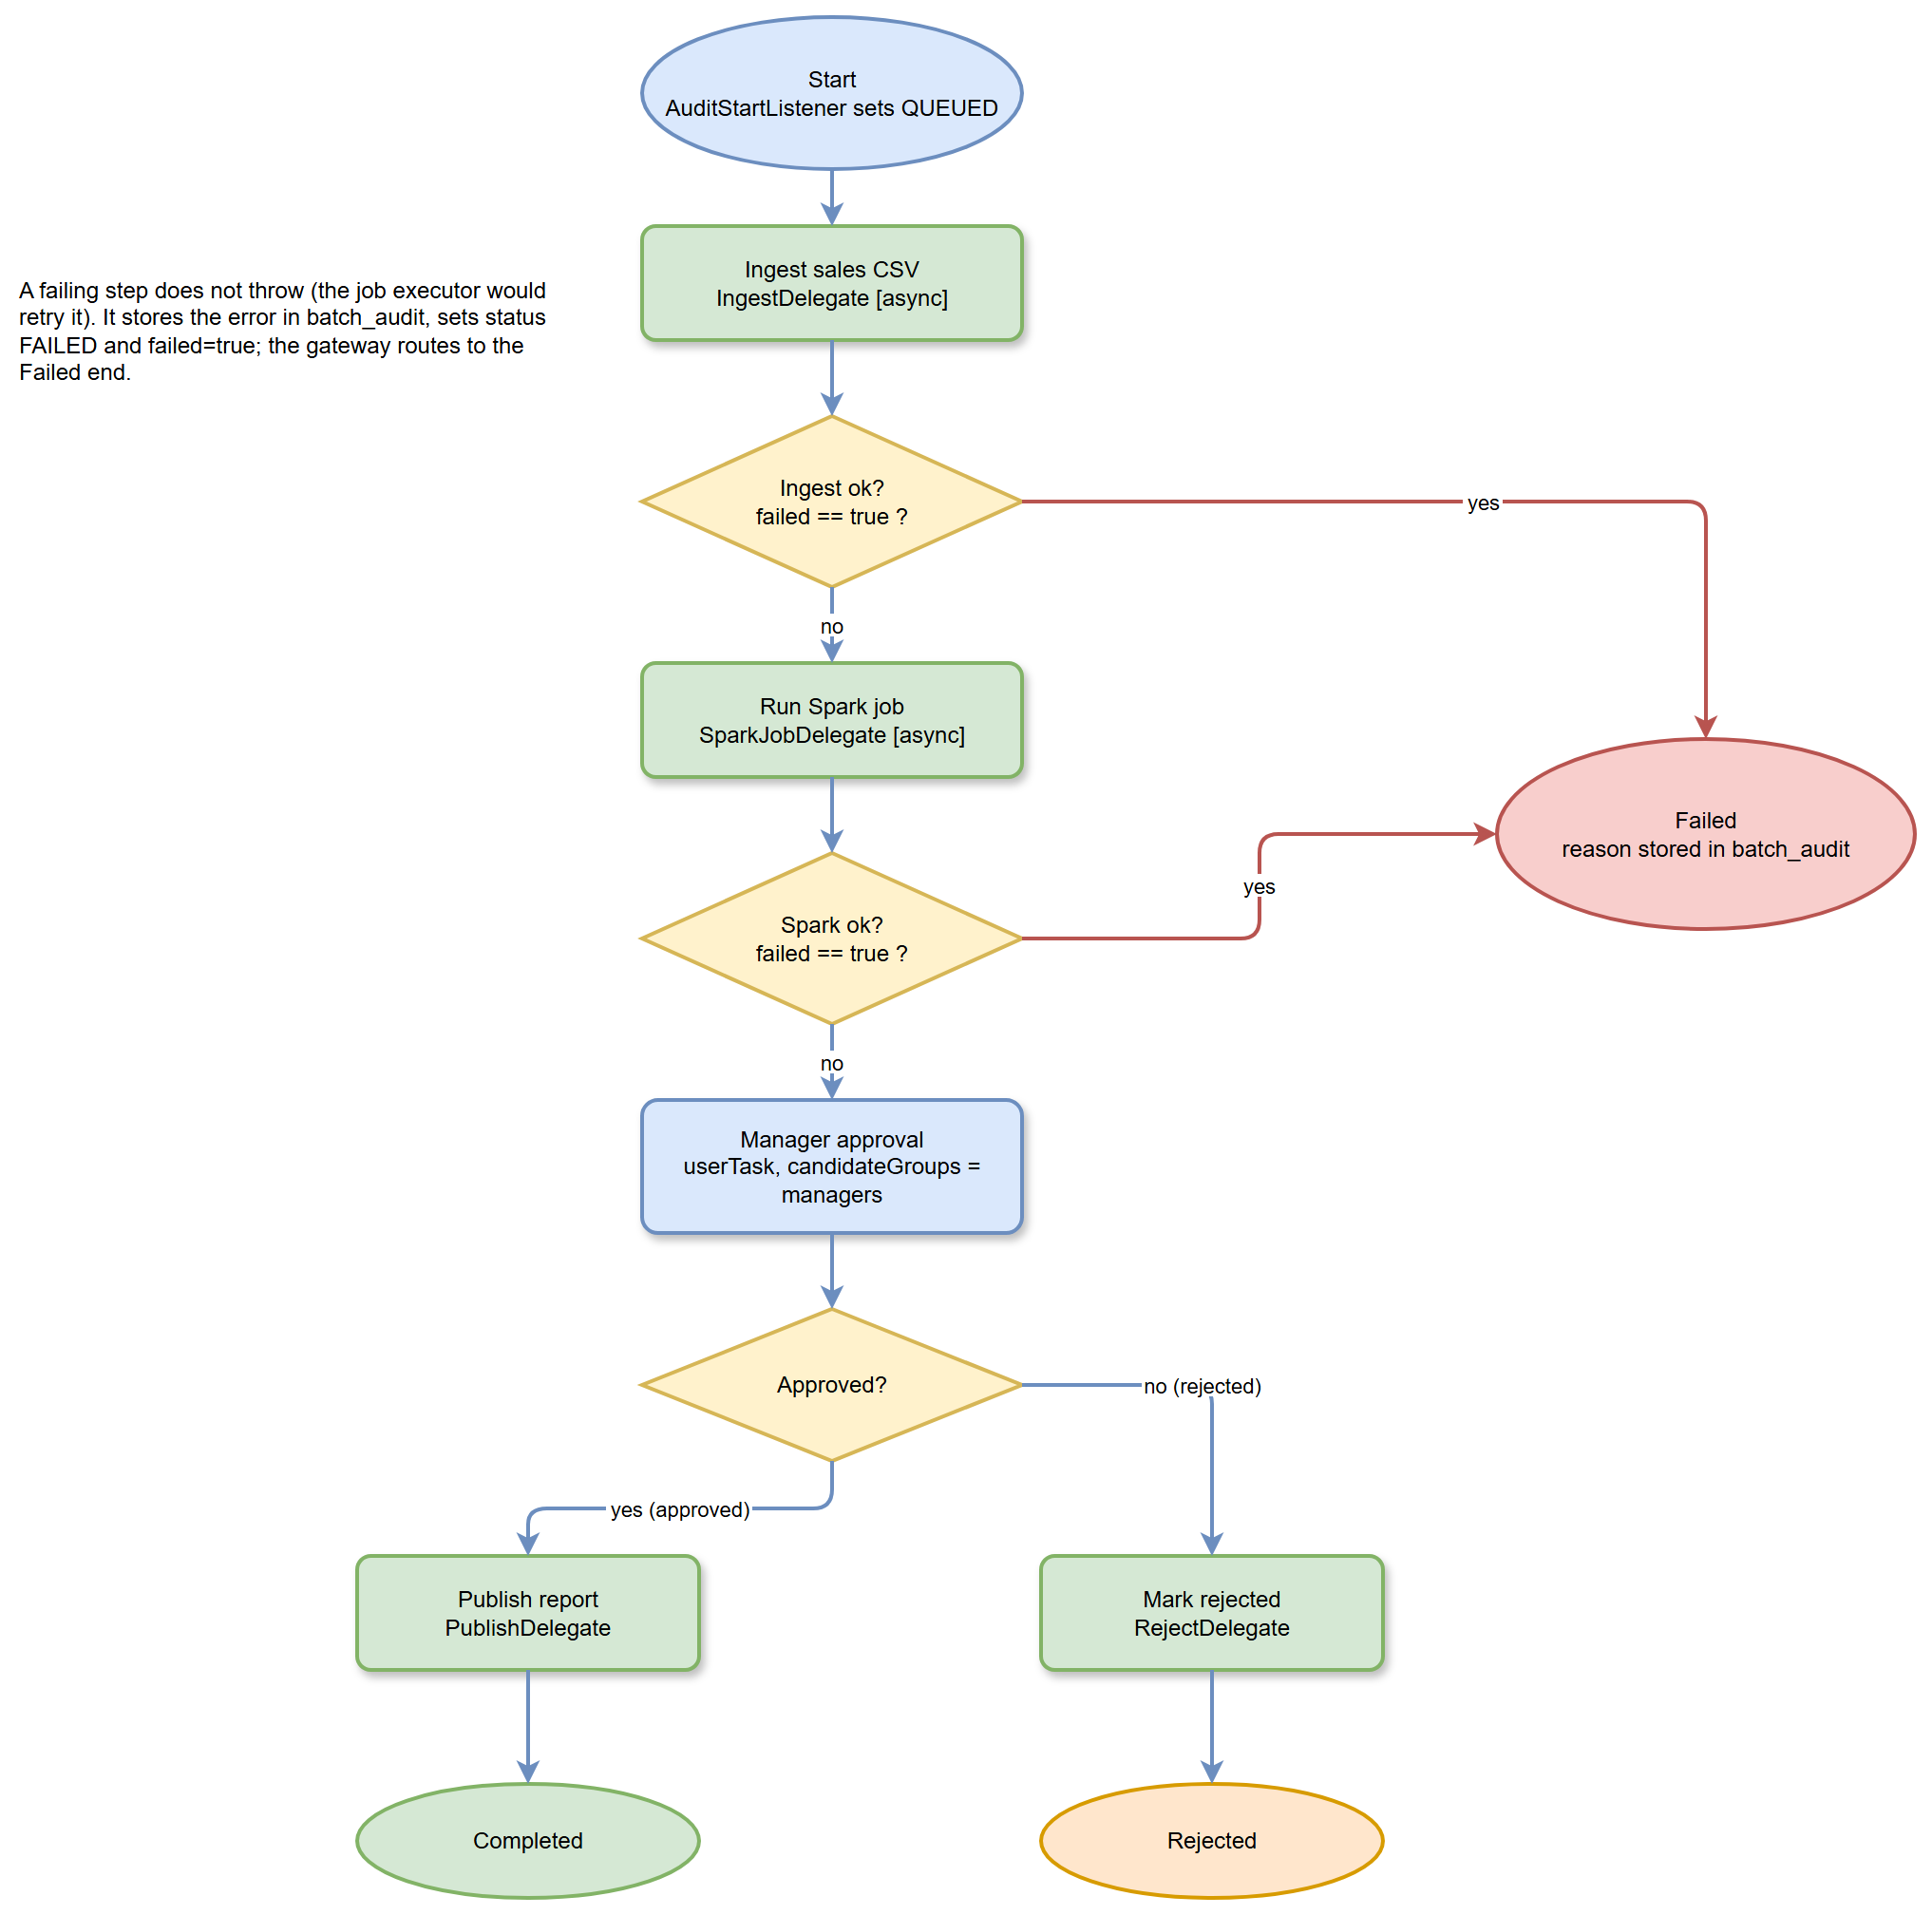 Start
AuditStartListener sets QUEUED
Ingest sales CSV
IngestDelegate [async]
A failing step does not throw (the job executor would
retry it). It stores the error in batch_audit, sets status
FAILED and failed=true; the gateway routes to the
Failed end.
Ingest ok?
failed == true ?
yes
no
Run Spark job
SparkJobDelegate [async]
Failed
reason stored in batch_audit
yes
Spark ok?
failed == true ?
no
Manager approval
userTask, candidateGroups =
managers
Approved?
no (rejected)
yes (approved)
Publish report
PublishDelegate
Mark rejected
RejectDelegate
Completed
Rejected